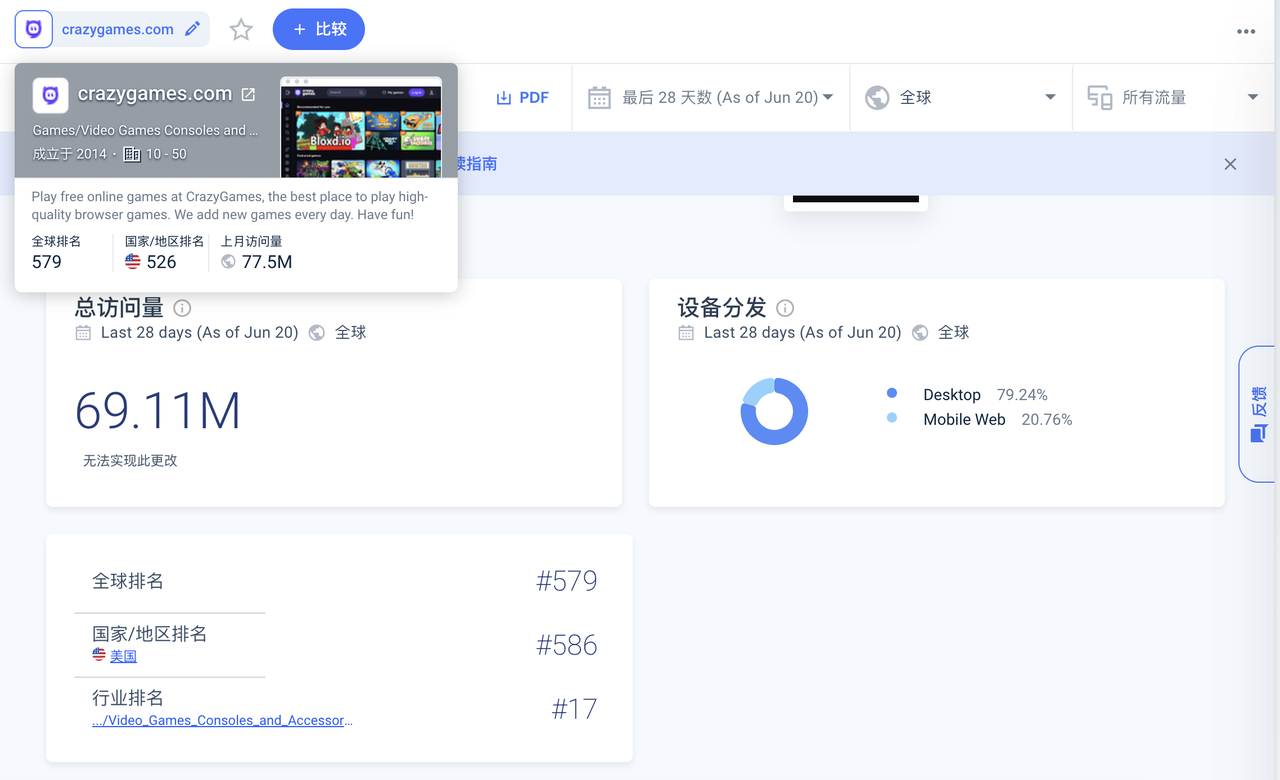 crazygames.com
+ 比较
crazygames.com
Games/Video Games Consoles and ...
成立于 2014 · 10 - 50
Bloxd.io
PDF
最后 28 天数 (As of Jun 20)
全球
所有流量
读指南
Play free online games at CrazyGames, the best place to play high-
quality browser games. We add new games every day. Have fun!
全球排名
579
国家/地区排名
526
上月访问量
77.5M
总访问量
Last 28 days (As of Jun 20) 全球
69.11M
无法实现此更改
设备分发
Last 28 days (As of Jun 20) 全球
Desktop 79.24%
Mobile Web 20.76%
反馈
全球排名 #579
国家/地区排名 #586
美国
行业排名 #17
.../Video_Games_Consoles_and_Accessor...